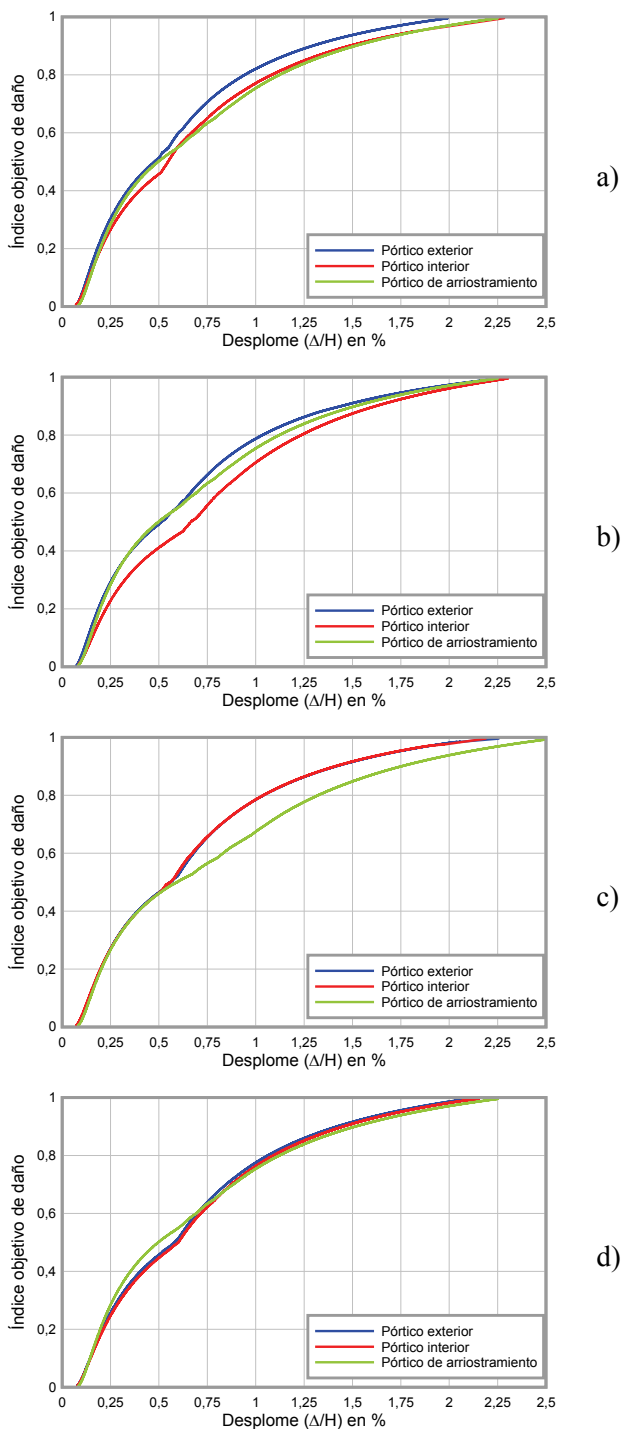 1
0,8
0,6
0,4
0,2
0
Índice objetivo de daño
Pórtico exterior
Pórtico interior
Pórtico de arriostramiento
0 0,25 0,5 0,75 1 1,25 1,5 1,75 2 2,25 2,5
Desplome (Δ/H) en %
a)
1
0,8
0,6
0,4
0,2
0
Índice objetivo de daño
Pórtico exterior
Pórtico interior
Pórtico de arriostramiento
0 0,25 0,5 0,75 1 1,25 1,5 1,75 2 2,25 2,5
Desplome (Δ/H) en %
b)
1
0,8
0,6
0,4
0,2
0
Índice objetivo de daño
Pórtico exterior
Pórtico interior
Pórtico de arriostramiento
0 0,25 0,5 0,75 1 1,25 1,5 1,75 2 2,25 2,5
Desplome (Δ/H) en %
c)
1
0,8
0,6
0,4
0,2
0
Índice objetivo de daño
Pórtico exterior
Pórtico interior
Pórtico de arriostramiento
0 0,25 0,5 0,75 1 1,25 1,5 1,75 2 2,25 2,5
Desplome (Δ/H) en %
d)